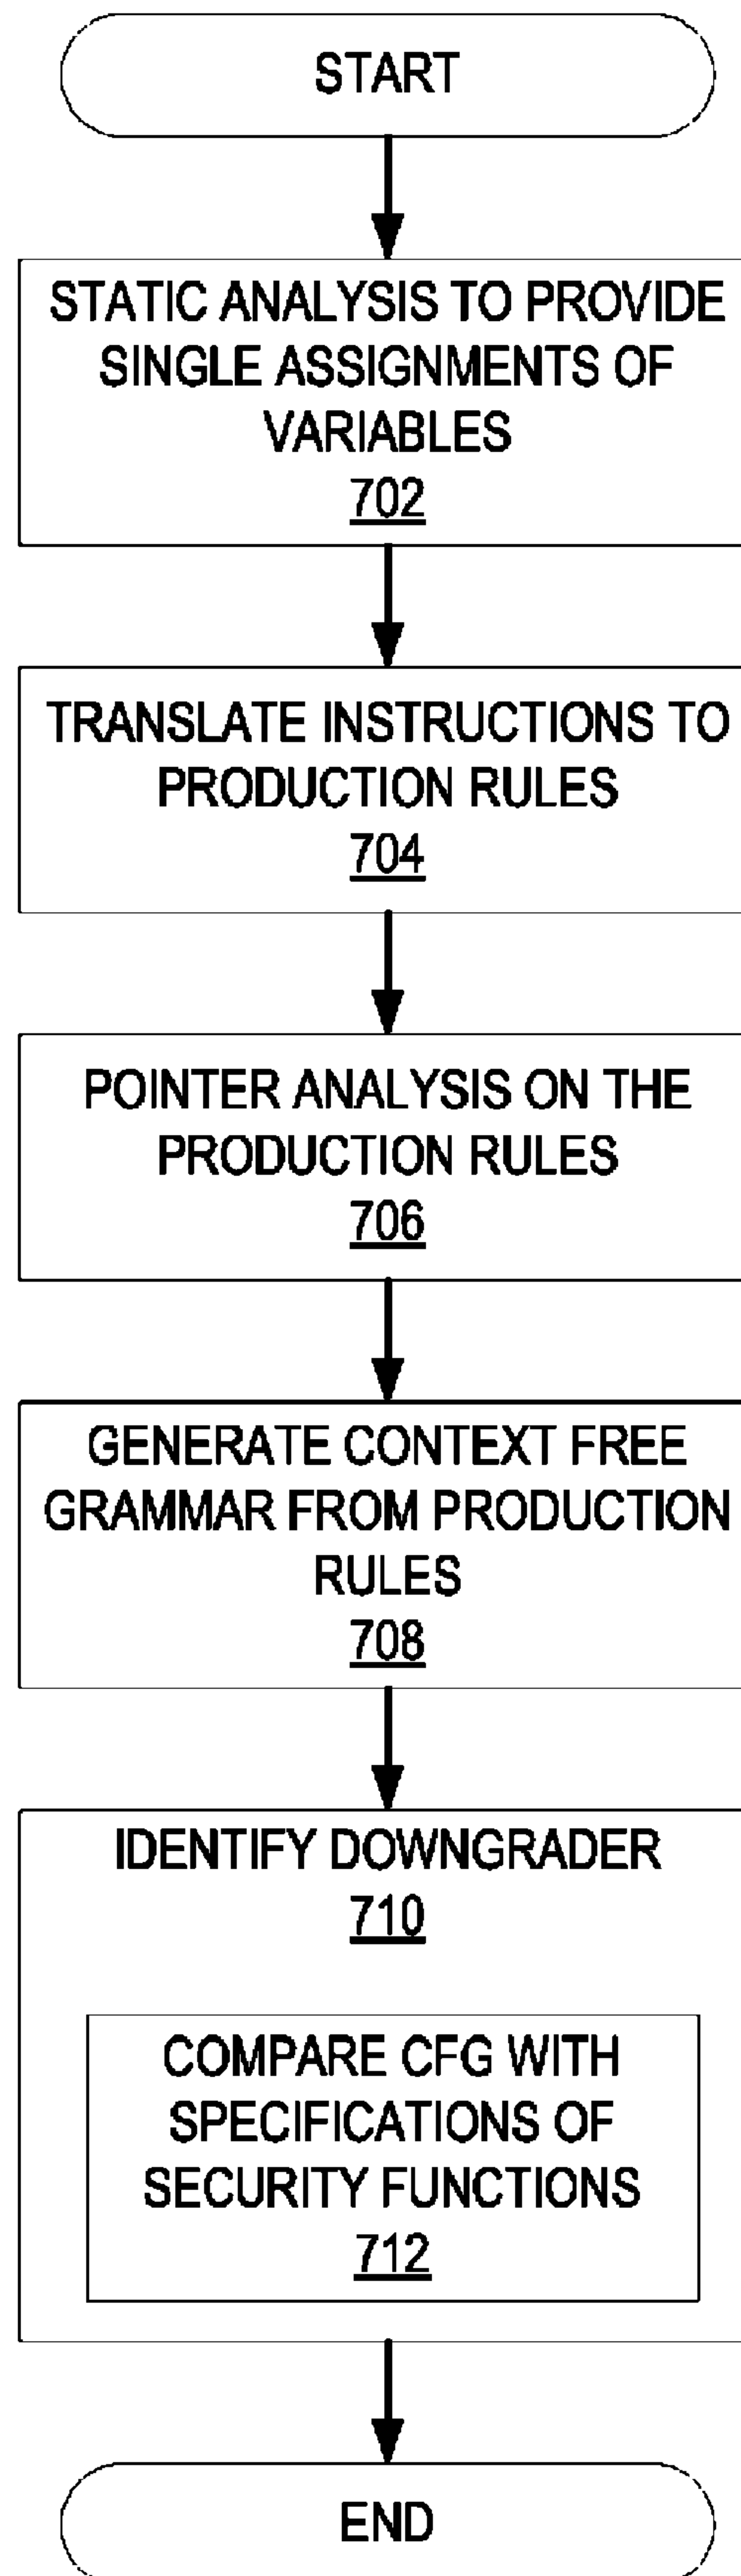 START
STATIC ANALYSIS TO PROVIDE
SINGLE ASSIGNMENTS OF
VARIABLES
702
TRANSLATE INSTRUCTIONS TO
PRODUCTION RULES
704
POINTER ANALYSIS ON THE
PRODUCTION RULES
706
GENERATE CONTEXT FREE
GRAMMAR FROM PRODUCTION
RULES
708
IDENTIFY DOWNGRADER
710
COMPARE CFG WITH
SPECIFICATIONS OF
SECURITY FUNCTIONS
712
END